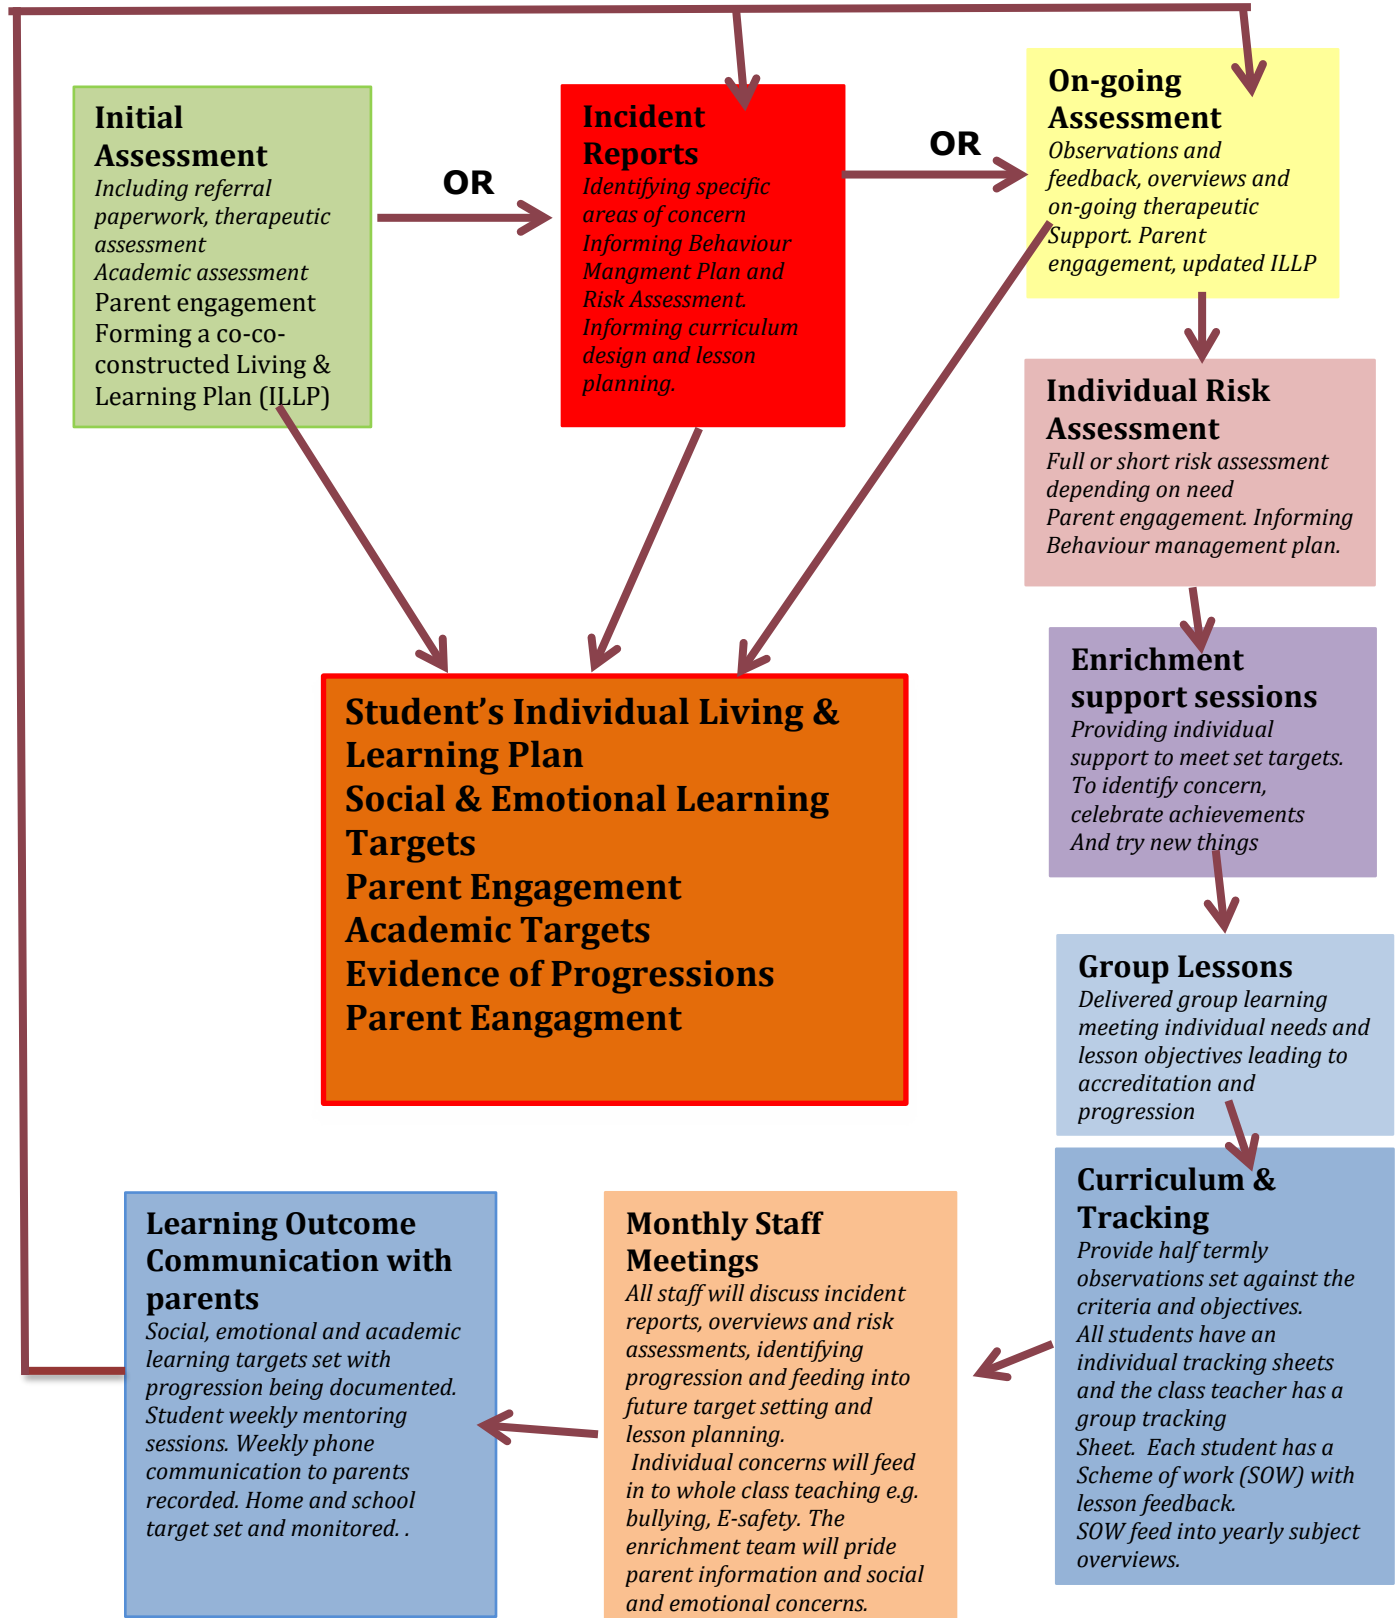 Initial
Assessment
Including referral
paperwork, therapeutic
assessment
Academic assessment
Parent engagement
Forming a co-co-
constructed Living &
Learning Plan (ILLP)
OR
Incident
Reports
Identifying specific
areas of concern
Informing Behaviour
Mangment Plan and
Risk Assessment.
Informing curriculum
design and lesson
planning.
OR
On-going
Assessment
Observations and
feedback, overviews and
on-going therapeutic
Support. Parent
engagement, updated ILLP
Individual Risk
Assessment
Full or short risk assessment
depending on need
Parent engagement. Informing
Behaviour management plan.
Enrichment
support sessions
Providing individual
support to meet set targets.
To identify concern,
celebrate achievements
And try new things
Student’s Individual Living &
Learning Plan
Social & Emotional Learning
Targets
Parent Engagement
Academic Targets
Evidence of Progressions
Parent Eangagment
Group Lessons
Delivered group learning
meeting individual needs and
lesson objectives leading to
accreditation and
progression
Curriculum &
Tracking
Provide half termly
observations set against the
criteria and objectives.
All students have an
individual tracking sheets
and the class teacher has a
group tracking
Sheet.  Each student has a
Scheme of work (SOW) with
lesson feedback.
SOW feed into yearly subject
overviews.
Monthly Staff
Meetings
All staff will discuss incident
reports, overviews and risk
assessments, identifying
progression and feeding into
future target setting and
lesson planning.
Individual concerns will feed
in to whole class teaching e.g.
bullying, E-safety. The
enrichment team will pride
parent information and social
and emotional concerns.
Learning Outcome
Communication with
parents
Social, emotional and academic
learning targets set with
progression being documented.
Student weekly mentoring
sessions. Weekly phone
communication to parents
recorded. Home and school
target set and monitored. .